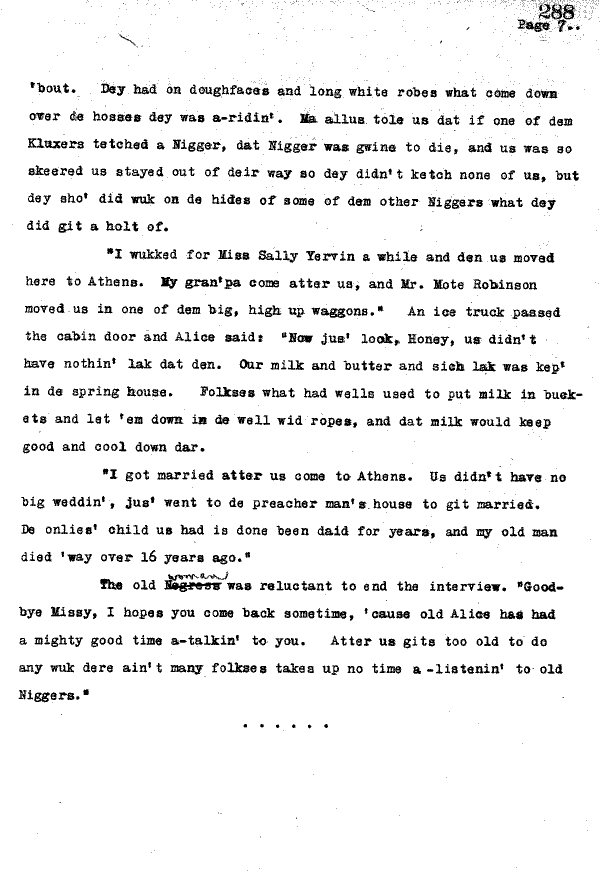 288
Page 7..
'bout. Dey had on doughfaces and long white robes what come down
over de hosses dey was a-ridin'. Ma allus tole us dat if one of dem
Kluxers tetched a Nigger, dat Nigger was gwine to die, and us was so
skeered us stayed out of deir way so dey didn't ketch none of us, but
dey sho' did wuk on de hides of some of dem other Niggers what dey
did git a holt of.
"I wukked for Miss Sally Yervin a while and den us moved
here to Athens. My gran'pa come atter us, and Mr. Mote Robinson
moved us in one of dem big, high up waggons." An ice truck passed
the cabin door and Alice said: "Now jus' look, Honey, us didn't
have nothin' lak dat den. Our milk and butter and sich lak was kep'
in de spring house. Folkses what had wells used to put milk in buck-
ets and let 'em down in de well wid ropes, and dat milk would keep
good and cool down dar.
"I got married atter us come to Athens. Us didn't have no
big weddin', jus' went to de preacher man's house to git married.
De onlies' child us had is done been daid for years, and my old man
died 'way over 16 years ago."
woman
The old Negress was reluctant to end the interview. "Good-
bye Missy, I hopes you come back sometime, 'cause old Alice has had
a mighty good time a-talkin' to you. Atter us gits too old to do
any wuk dere ain't many folkses takes up no time a-listenin' to old
Niggers."
. . . . . .